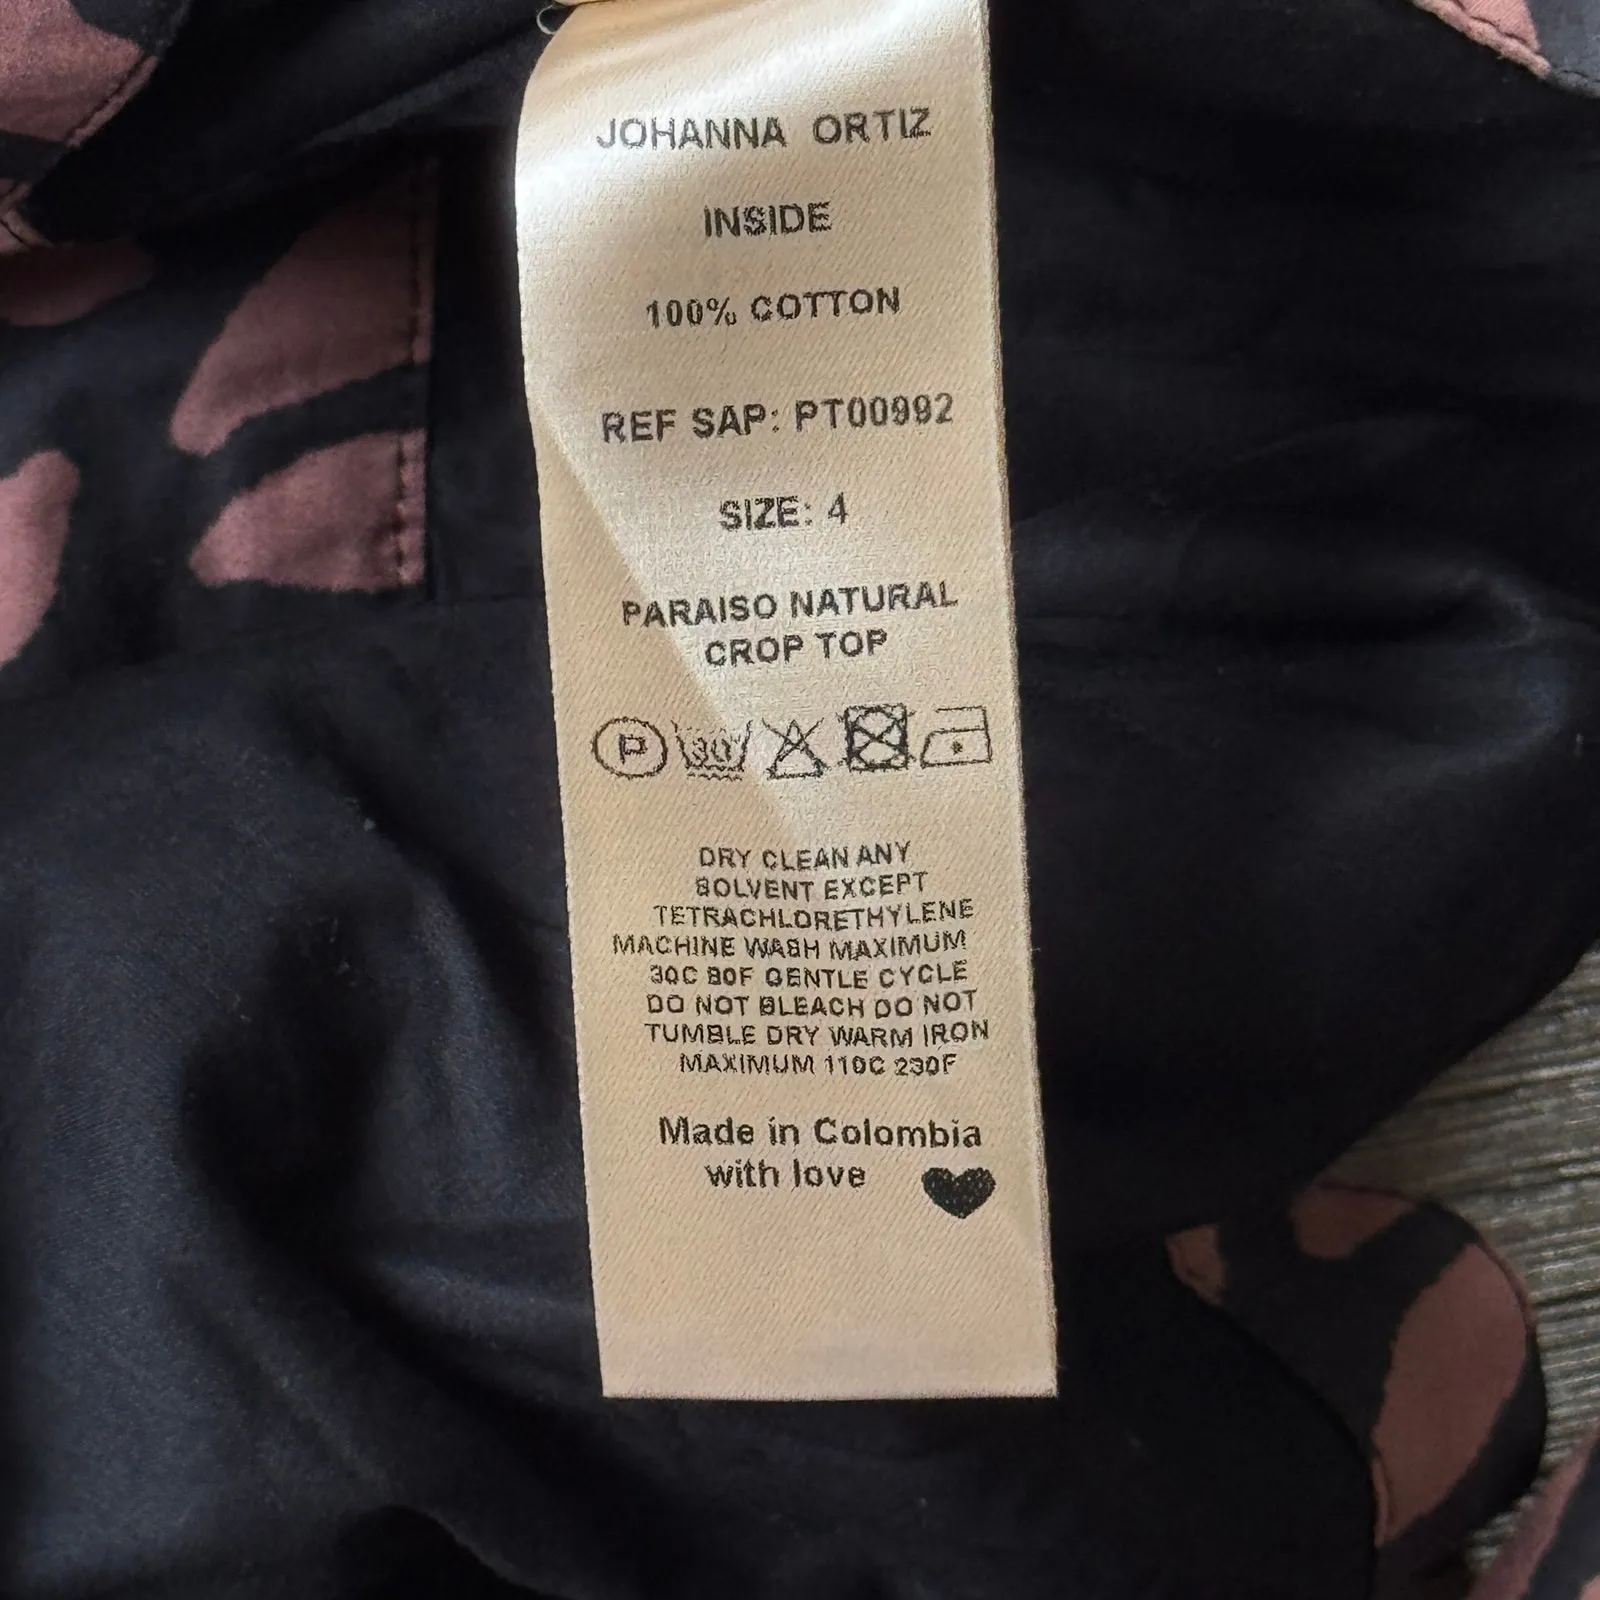 JOHANNA ORTIZ
INSIDE
100% COTTON
REF SAP: PT00992
SIZE: 4
PARAISO NATURAL
CROP TOP
P 30
DRY CLEAN ANY
SOLVENT EXCEPT
TETRACHLORETHYLENE
MACHINE WASH MAXIMUM
30C 80F GENTLE CYCLE
DO NOT BLEACH DO NOT
TUMBLE DRY WARM IRON
MAXIMUM 110C 230F
Made in Colombia
with love